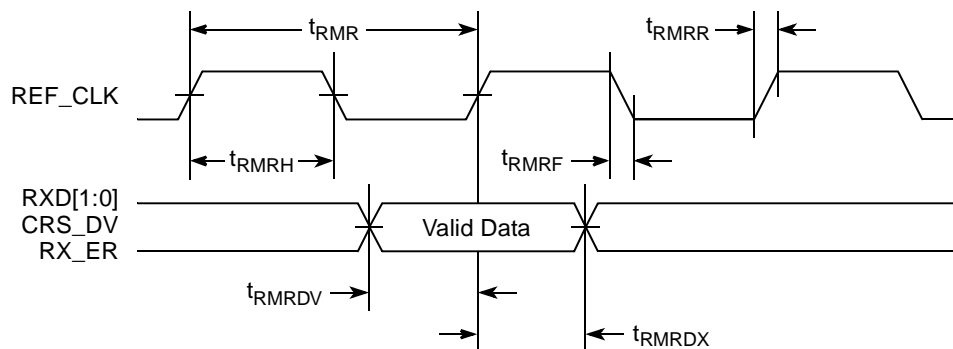 tRMR
tRMRR
REF_CLK
tRMRH
tRMRF
RXD[1:0]
CRS_DV
RX_ER
Valid Data
tRMRDV
tRMRDX